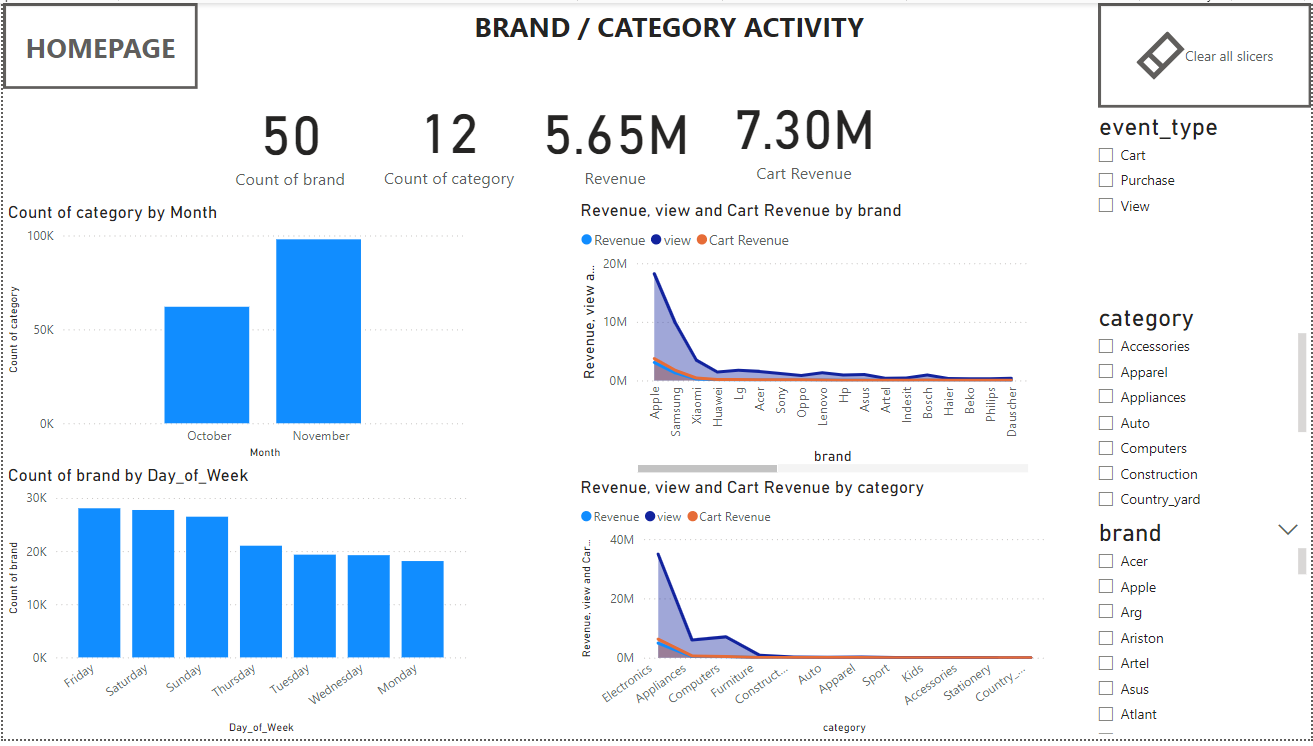 HOMEPAGE
BRAND / CATEGORY ACTIVITY
Clear all slicers
50
Count of brand
12
Count of category
5.65M
Revenue
7.30M
Cart Revenue
event_type
Cart
Purchase
View
Count of category by Month
Count of category
100K
50K
0K
October
November
Month
Revenue, view and Cart Revenue by brand
Revenue view Cart Revenue
Revenue, view a...
20M
10M
0M
Apple
Samsung
Xiaomi
Huawei
Lg
Acer
Sony
Oppo
Lenovo
Hp
Asus
Artel
Indesit
Bosch
Haier
Beko
Philips
Dauscher
brand
category
Accessories
Apparel
Appliances
Auto
Computers
Construction
Country_yard
Count of brand by Day_of_Week
Count of brand
30K
20K
10K
0K
Friday
Saturday
Sunday
Thursday
Tuesday
Wednesday
Monday
Day_of_Week
Revenue, view and Cart Revenue by category
Revenue view Cart Revenue
Revenue, view and Car...
40M
20M
0M
Electronics
Appliances
Computers
Furniture
Construct...
Auto
Apparel
Sport
Kids
Accessories
Stationery
Country_...
category
brand
Acer
Apple
Arg
Ariston
Artel
Asus
Atlant